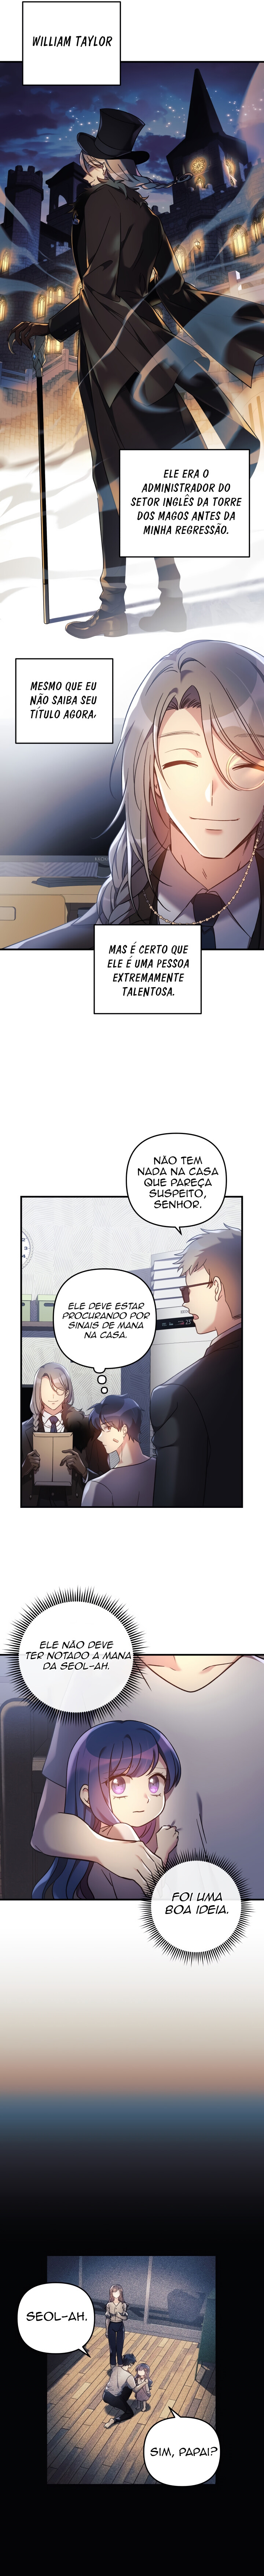 WILLIAM TAYLOR
ELE ERA O
ADMINISTRADOR DO
SETOR INGLÊS DA TORRE
DOS MAGOS ANTES DA
MINHA REGRESSÃO.
MESMO QUE EU
NÃO SAIBA SEU
TÍTULO AGORA,
MAS É CERTO QUE
ELE É UMA PESSOA
EXTREMAMENTE
TALENTOSA.
NÃO TEM
NADA NA CASA
QUE PAREÇA
SUSPEITO,
SENHOR.
ELE DEVE ESTAR
PROCURANDO POR
SINAIS DE MANA
NA CASA.
ELE NÃO DEVE
TER NOTADO A MANA
DA SEOL-AH.
FOI UMA
BOA IDEIA.
SEOL-AH.
SIM, PAPAI?